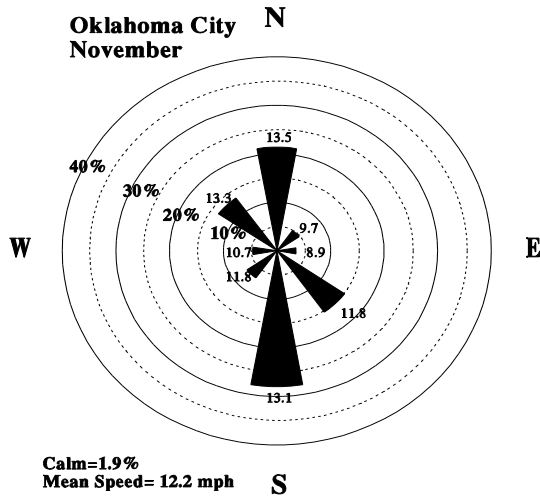 Oklahoma City
November
N
13.5
40%
30%
13.3
20%
10%
9.7
W
10.7
8.9
E
11.8
11.8
13.1
Calm=1.9%
Mean Speed= 12.2 mph
S